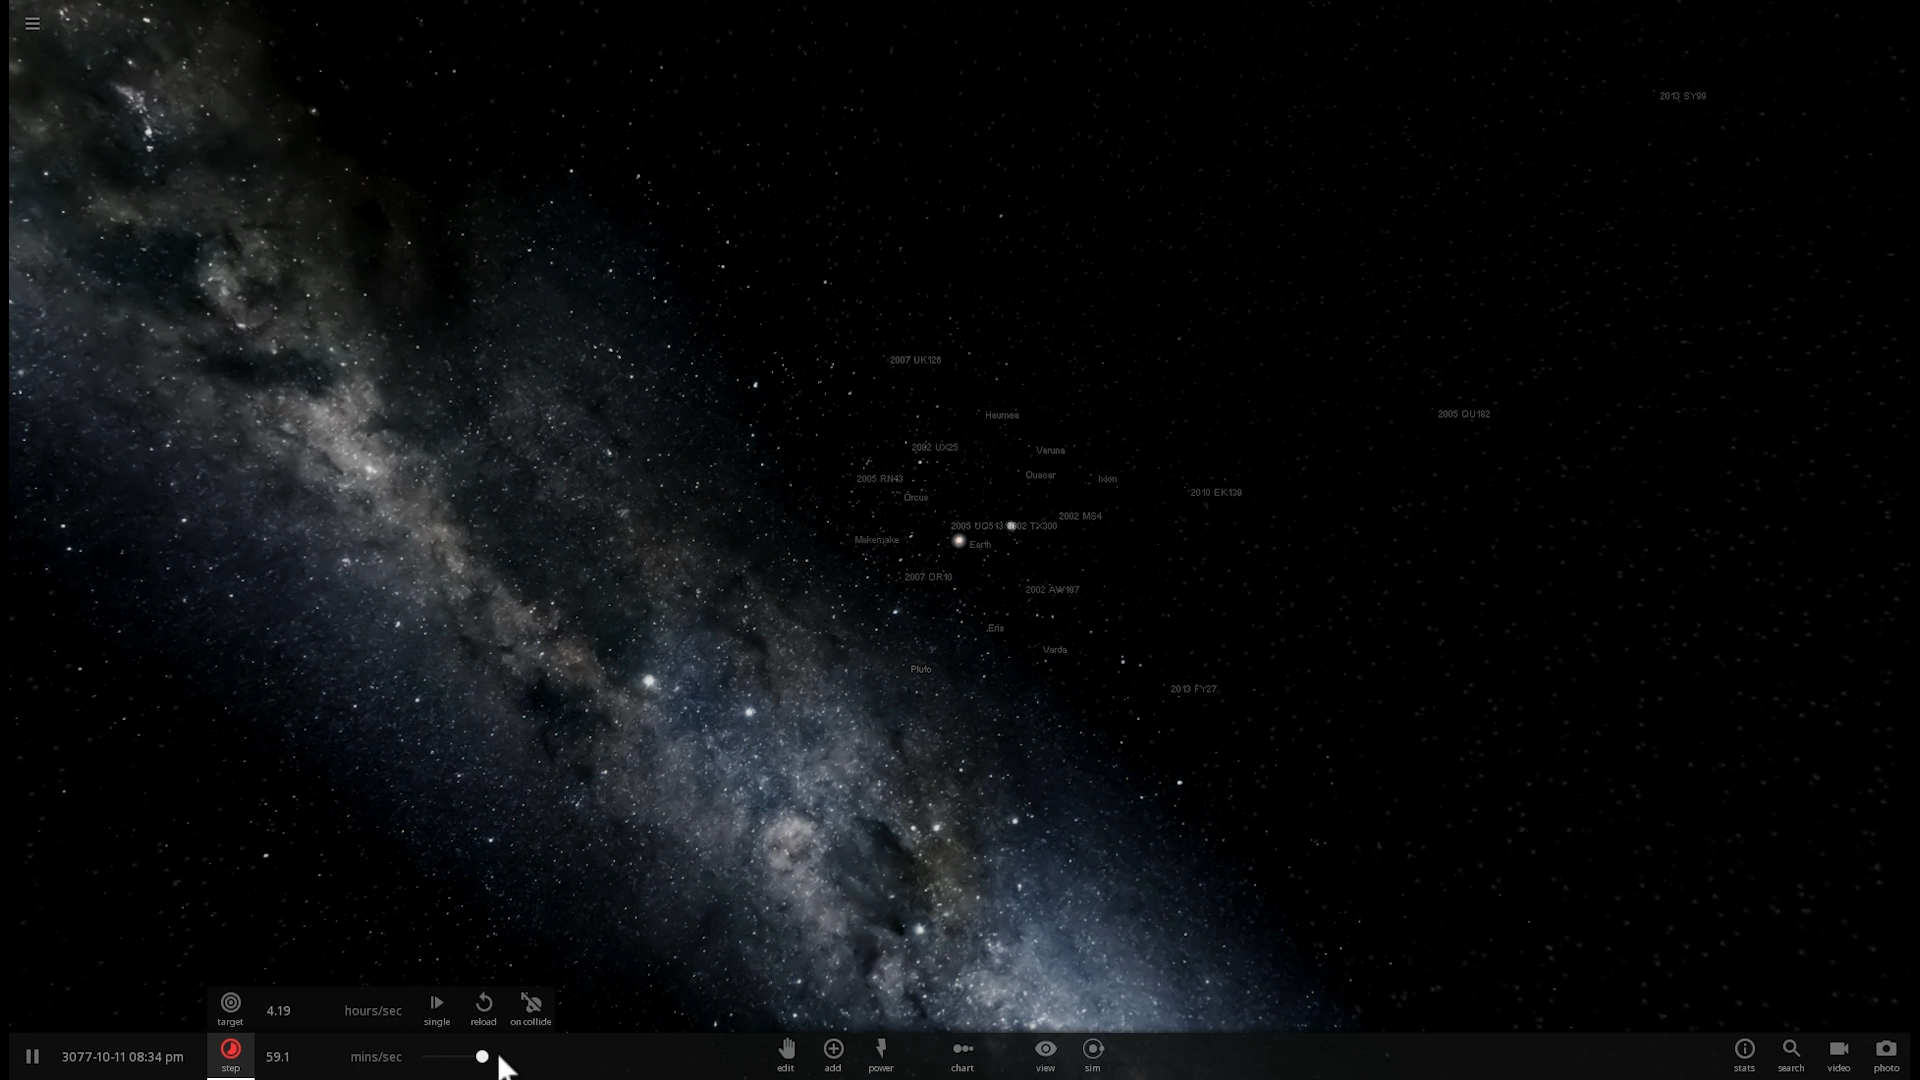 2013 SY99
2007 UK126
2005 QU182
Haumea
2002 UX25
Varuna
Quaoar
2005 RN43
Ixion
2010 EK139
Orcus
2002 MS4
2005 UQ513
2002 TX300
Makemake
Earth
2007 OR10
2002 AW197
Eris
Varda
Pluto
2013 FY27
4.19 hours/sec
target single reload on collide
3077-10-11 08:34 pm 59.1 mins/sec
step edit add power chart view sim stats search video photo